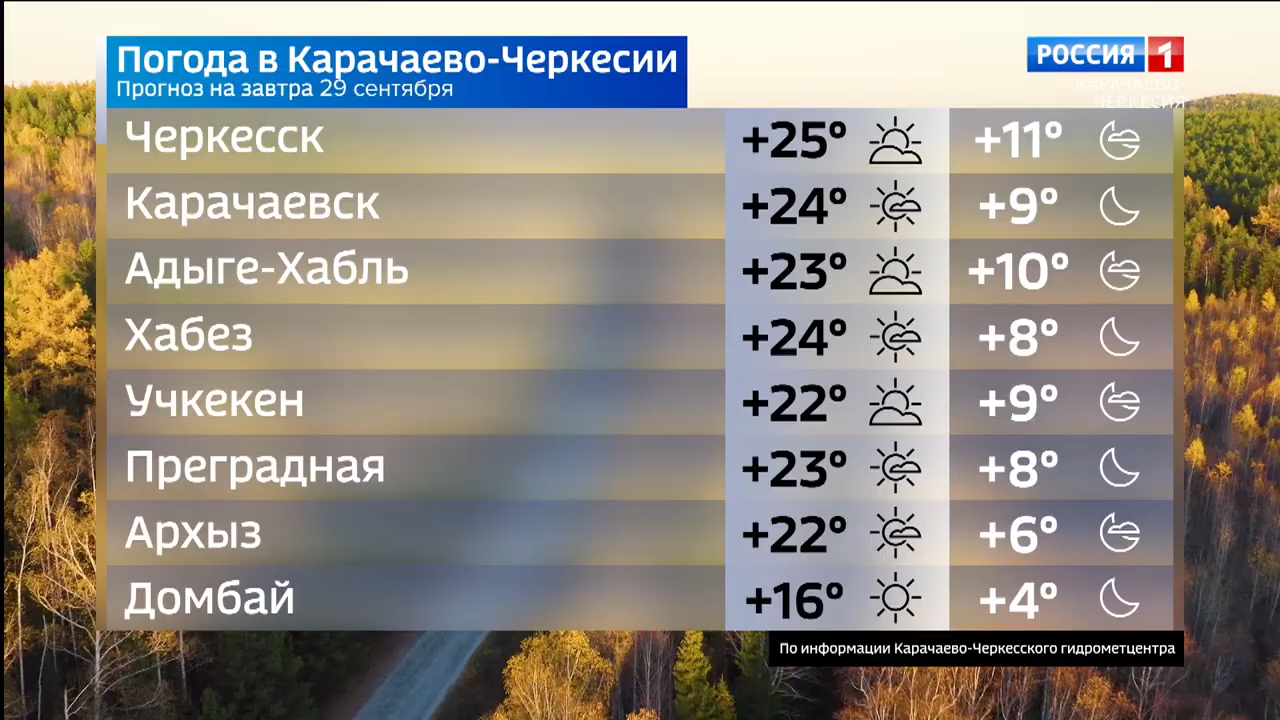 Погода в Карачаево-Черкесии
Прогноз на завтра 29 сентября
РОССИЯ 1
КАРАЧАЕВО-
ЧЕРКЕСИЯ
Черкесск +25° +11°
Карачаевск +24° +9°
Адыге-Хабль +23° +10°
Хабез +24° +8°
Учкекен +22° +9°
Преградная +23° +8°
Архыз +22° +6°
Домбай +16° +4°
По информации Карачаево-Черкесского гидрометцентра